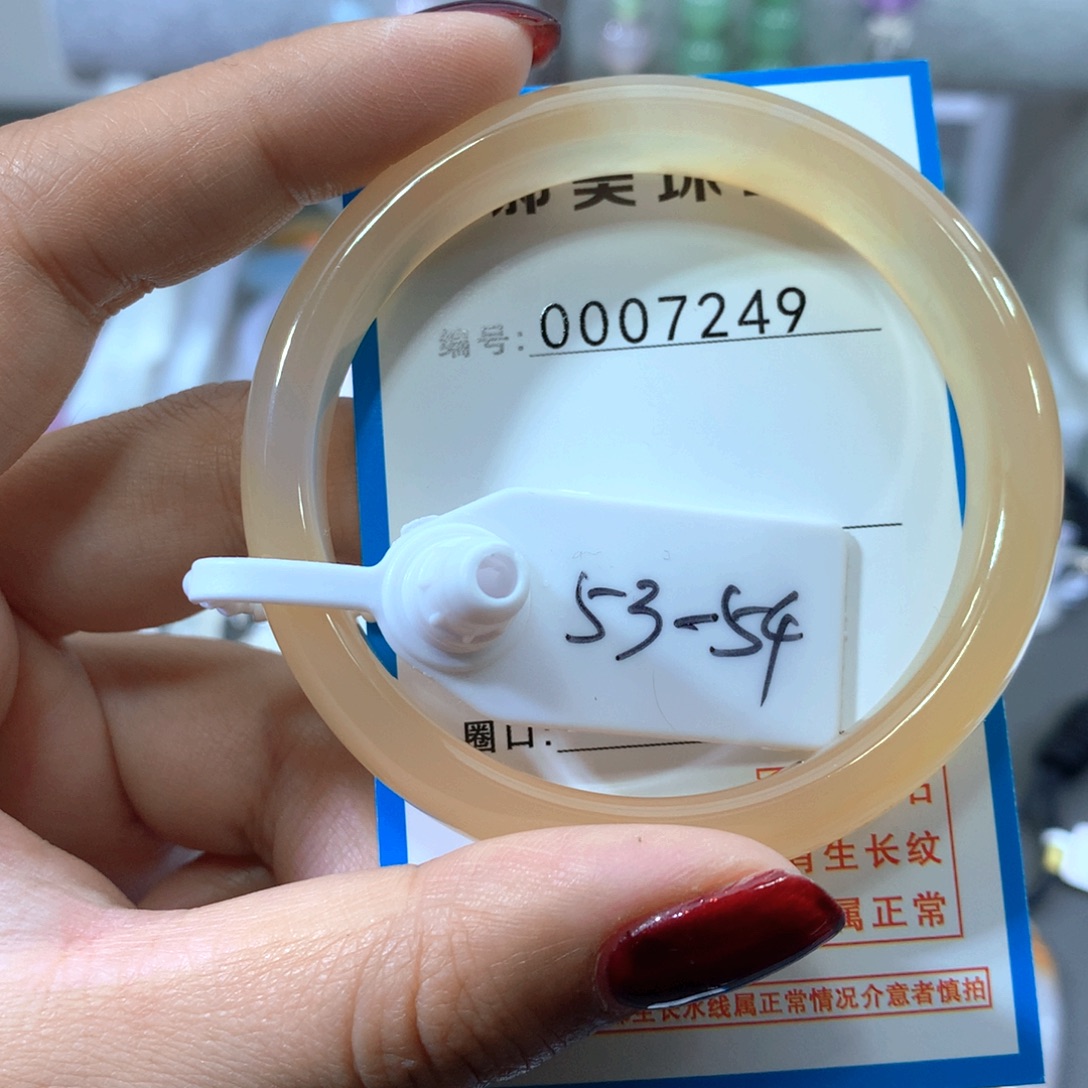 编号: 0007249
53-54
圈口:
生长纹
属正常
生长水线属正常情况介意者慎拍